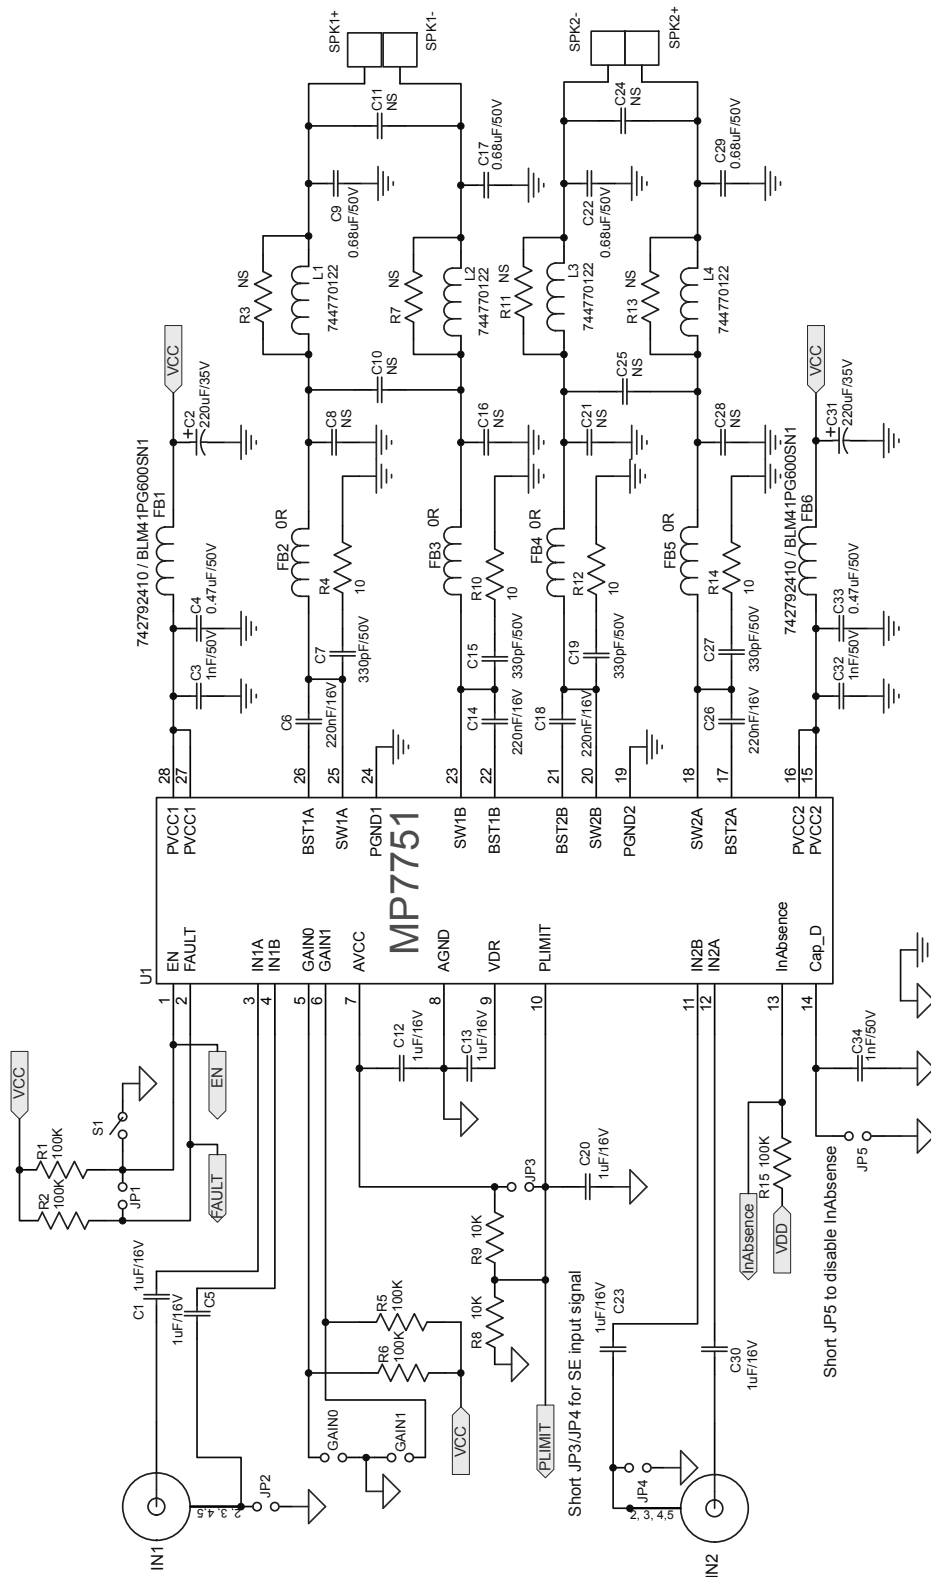 SPK1+
SPK1-
SPK2-
SPK2+
C11
NS
C24
NS
C9
0.68uF/50V
C17
0.68uF/50V
C22
0.68uF/50V
C29
0.68uF/50V
R3
NS
L1
744770122
R7
NS
L2
744770122
R11
NS
L3
744770122
R13
NS
L4
744770122
VCC
C10
NS
C25
NS
VCC
C2
220uF/35V
C8
NS
C16
NS
C21
NS
C28
NS
C31
220uF/35V
742792410 / BLM41PG600SN1
FB1
FB2
0R
R4
10
FB3
0R
R10
10
FB4
0R
R12
10
FB5
0R
R14
10
742792410 / BLM41PG600SN1
FB6
C4
0.47uF/50V
C3
1nF/50V
C7
330pF/50V
C6
220nF/16V
C15
330pF/50V
C14
220nF/16V
C19
330pF/50V
C18
220nF/16V
C27
330pF/50V
C26
220nF/16V
C33
0.47uF/50V
C32
1nF/50V
28
27
26
25
24
23
22
21
20
19
18
17
16
15
PVCC1
PVCC1
BST1A
SW1A
PGND1
SW1B
BST1B
BST2B
SW2B
PGND2
SW2A
BST2A
PVCC2
PVCC2
MP7751
U1
EN
FAULT
IN1A
IN1B
GAIN0
GAIN1
AVCC
AGND
VDR
PLIMIT
IN2B
IN2A
InAbsence
Cap_D
1
2
3
4
5
6
7
8
9
10
11
12
13
14
VCC
EN
S1
R1
100K
R2
100K
JP1
FAULT
C12
1uF/16V
C13
1uF/16V
C34
1nF/50V
JP3
C20
1uF/16V
InAbsence
R15
100K
VDD
JP5
Short JP5 to disable InAbsense
C1
1uF/16V
1uF/16V
C5
R5
100K
R6
100K
R9
10K
R8
10K
1uF/16V
C23
C30
1uF/16V
GAIN0
GAIN1
VCC
PLIMIT
Short JP3/JP4 for SE input signal
IN1
2, 3, 4,5
JP2
JP4
2, 3, 4,5
IN2